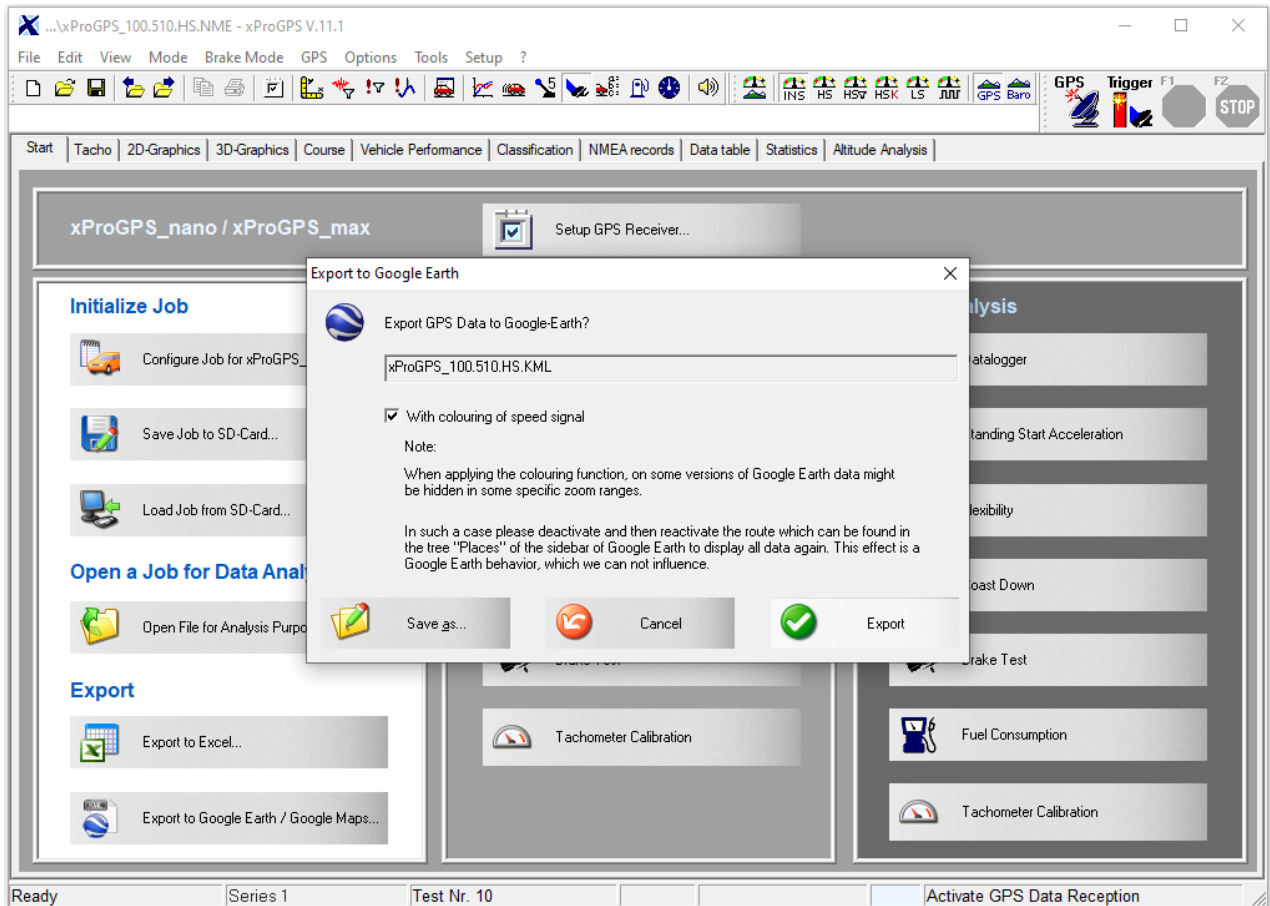 ...\xProGPS_100.510.HS.NME - xProGPS V.11.1
File Edit View Mode Brake Mode GPS Options Tools Setup ?
INS HS HSV HSK LS GPS Baro GPS Trigger F1 F2 STOP
Start Tacho 2D-Graphics 3D-Graphics Course Vehicle Performance Classification NMEA records Data table Statistics Altitude Analysis
xProGPS_nano / xProGPS_max
Setup GPS Receiver...
Initialize Job
Configure Job for xProGPS_
Save Job to SD-Card...
Load Job from SD-Card...
Open a Job for Data Anal
Open File for Analysis Purpo
Export
Export to Excel...
Export to Google Earth / Google Maps...
Export to Google Earth
Export GPS Data to Google-Earth?
xProGPS_100.510.HS.KML
With colouring of speed signal
Note:
When applying the colouring function, on some versions of Google Earth data might
be hidden in some specific zoom ranges.
In such a case please deactivate and then reactivate the route which can be found in
the tree "Places" of the sidebar of Google Earth to display all data again. This effect is a
Google Earth behavior, which we can not influence.
Save as...
Cancel
Export
Tachometer Calibration
lysis
atalogger
tanding Start Acceleration
lexibility
oast Down
rake Test
Fuel Consumption
Tachometer Calibration
Ready Series 1 Test Nr. 10 Activate GPS Data Reception